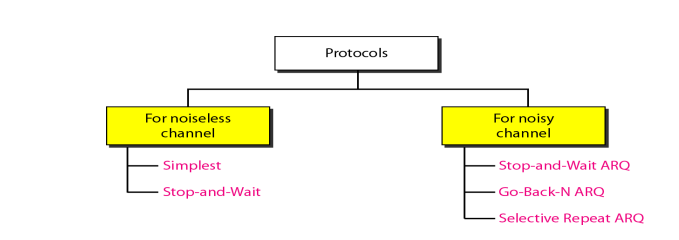 Protocols
For noiseless
channel
For noisy
channel
Simplest
Stop-and-Wait
Stop-and-Wait ARQ
Go-Back-N ARQ
Selective Repeat ARQ